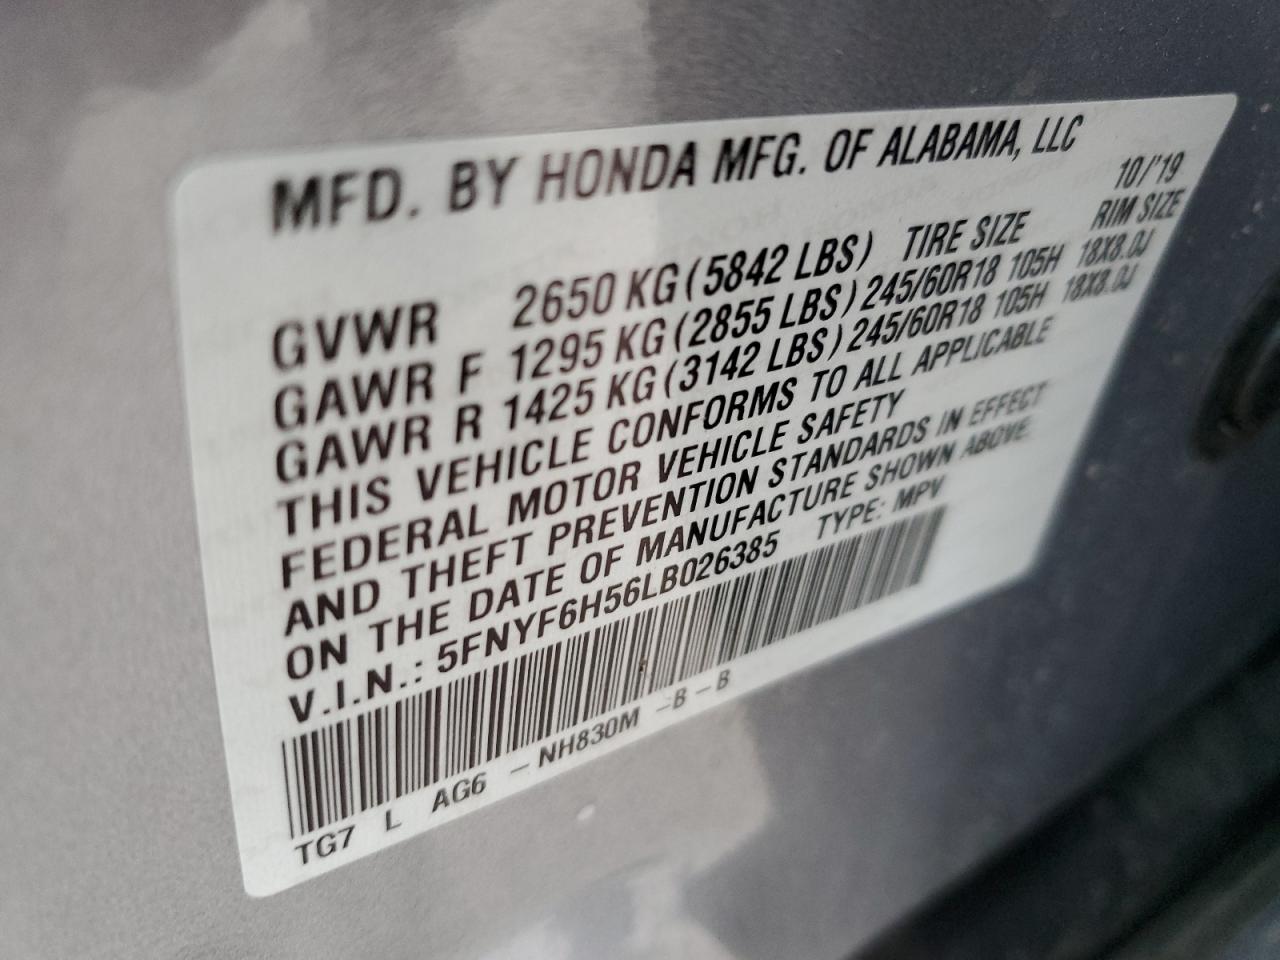 MFD. BY HONDA MFG. OF ALABAMA, LLC
10/'19
GVWR 2650 KG (5842 LBS) TIRE SIZE RIM SIZE
GAWR F 1295 KG (2855 LBS) 245/60R18 105H 18X8.0J
GAWR R 1425 KG (3142 LBS) 245/60R18 105H 18X8.0J
THIS VEHICLE CONFORMS TO ALL APPLICABLE
FEDERAL MOTOR VEHICLE SAFETY
AND THEFT PREVENTION STANDARDS IN EFFECT
ON THE DATE OF MANUFACTURE SHOWN ABOVE.
V.I.N.: 5FNYF6H56LB026385 TYPE: MPV
TG7 L AG6 - NH830M -B - B